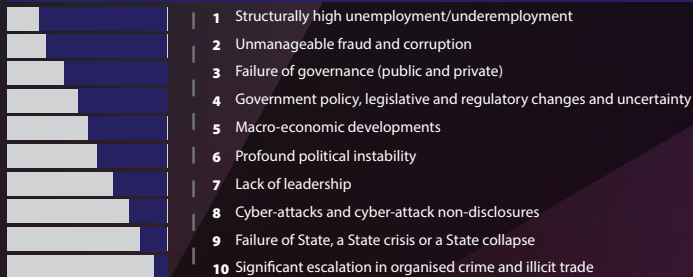 1 Structurally high unemployment/underemployment
2 Unmanageable fraud and corruption
3 Failure of governance (public and private)
4 Government policy, legislative and regulatory changes and uncertainty
5 Macro-economic developments
6 Profound political instability
7 Lack of leadership
8 Cyber-attacks and cyber-attack non-disclosures
9 Failure of State, a State crisis or a State collapse
10 Significant escalation in organised crime and illicit trade